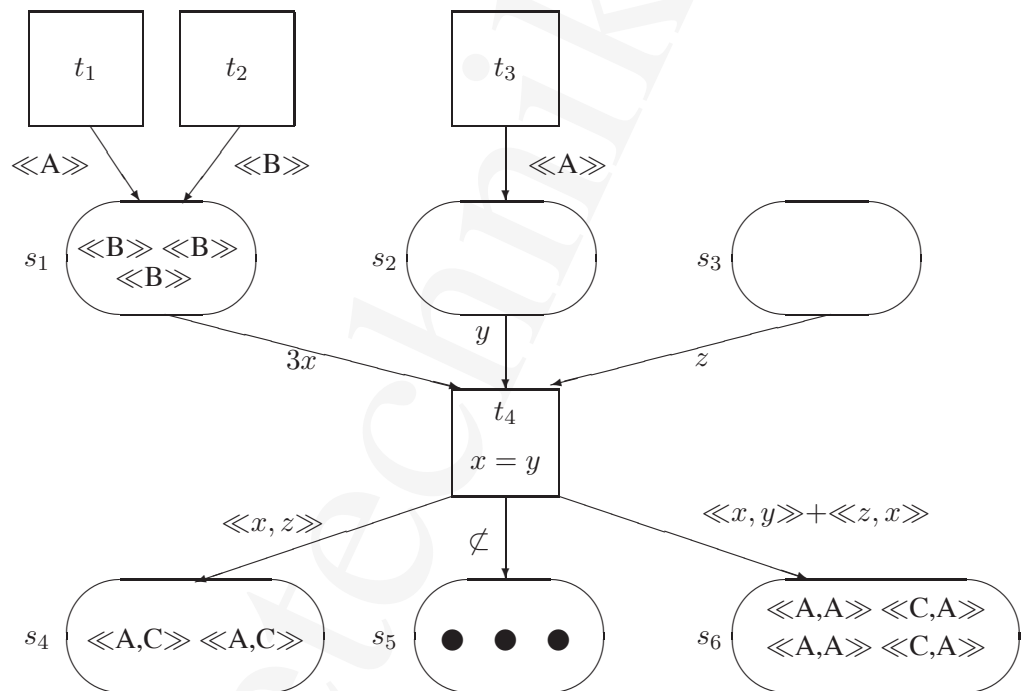 t₁ t₂ t₃
≪A≫ ≪B≫ ≪A≫
s₁ ≪B≫ ≪B≫ s₂ s₃
≪B≫
3x y z
t₄
x = y
≪x, z≫ ⊄ ≪x, y≫+≪z, x≫
s₄ ≪A,C≫ ≪A,C≫ s₅ s₆ ≪A,A≫ ≪C,A≫
≪A,A≫ ≪C,A≫